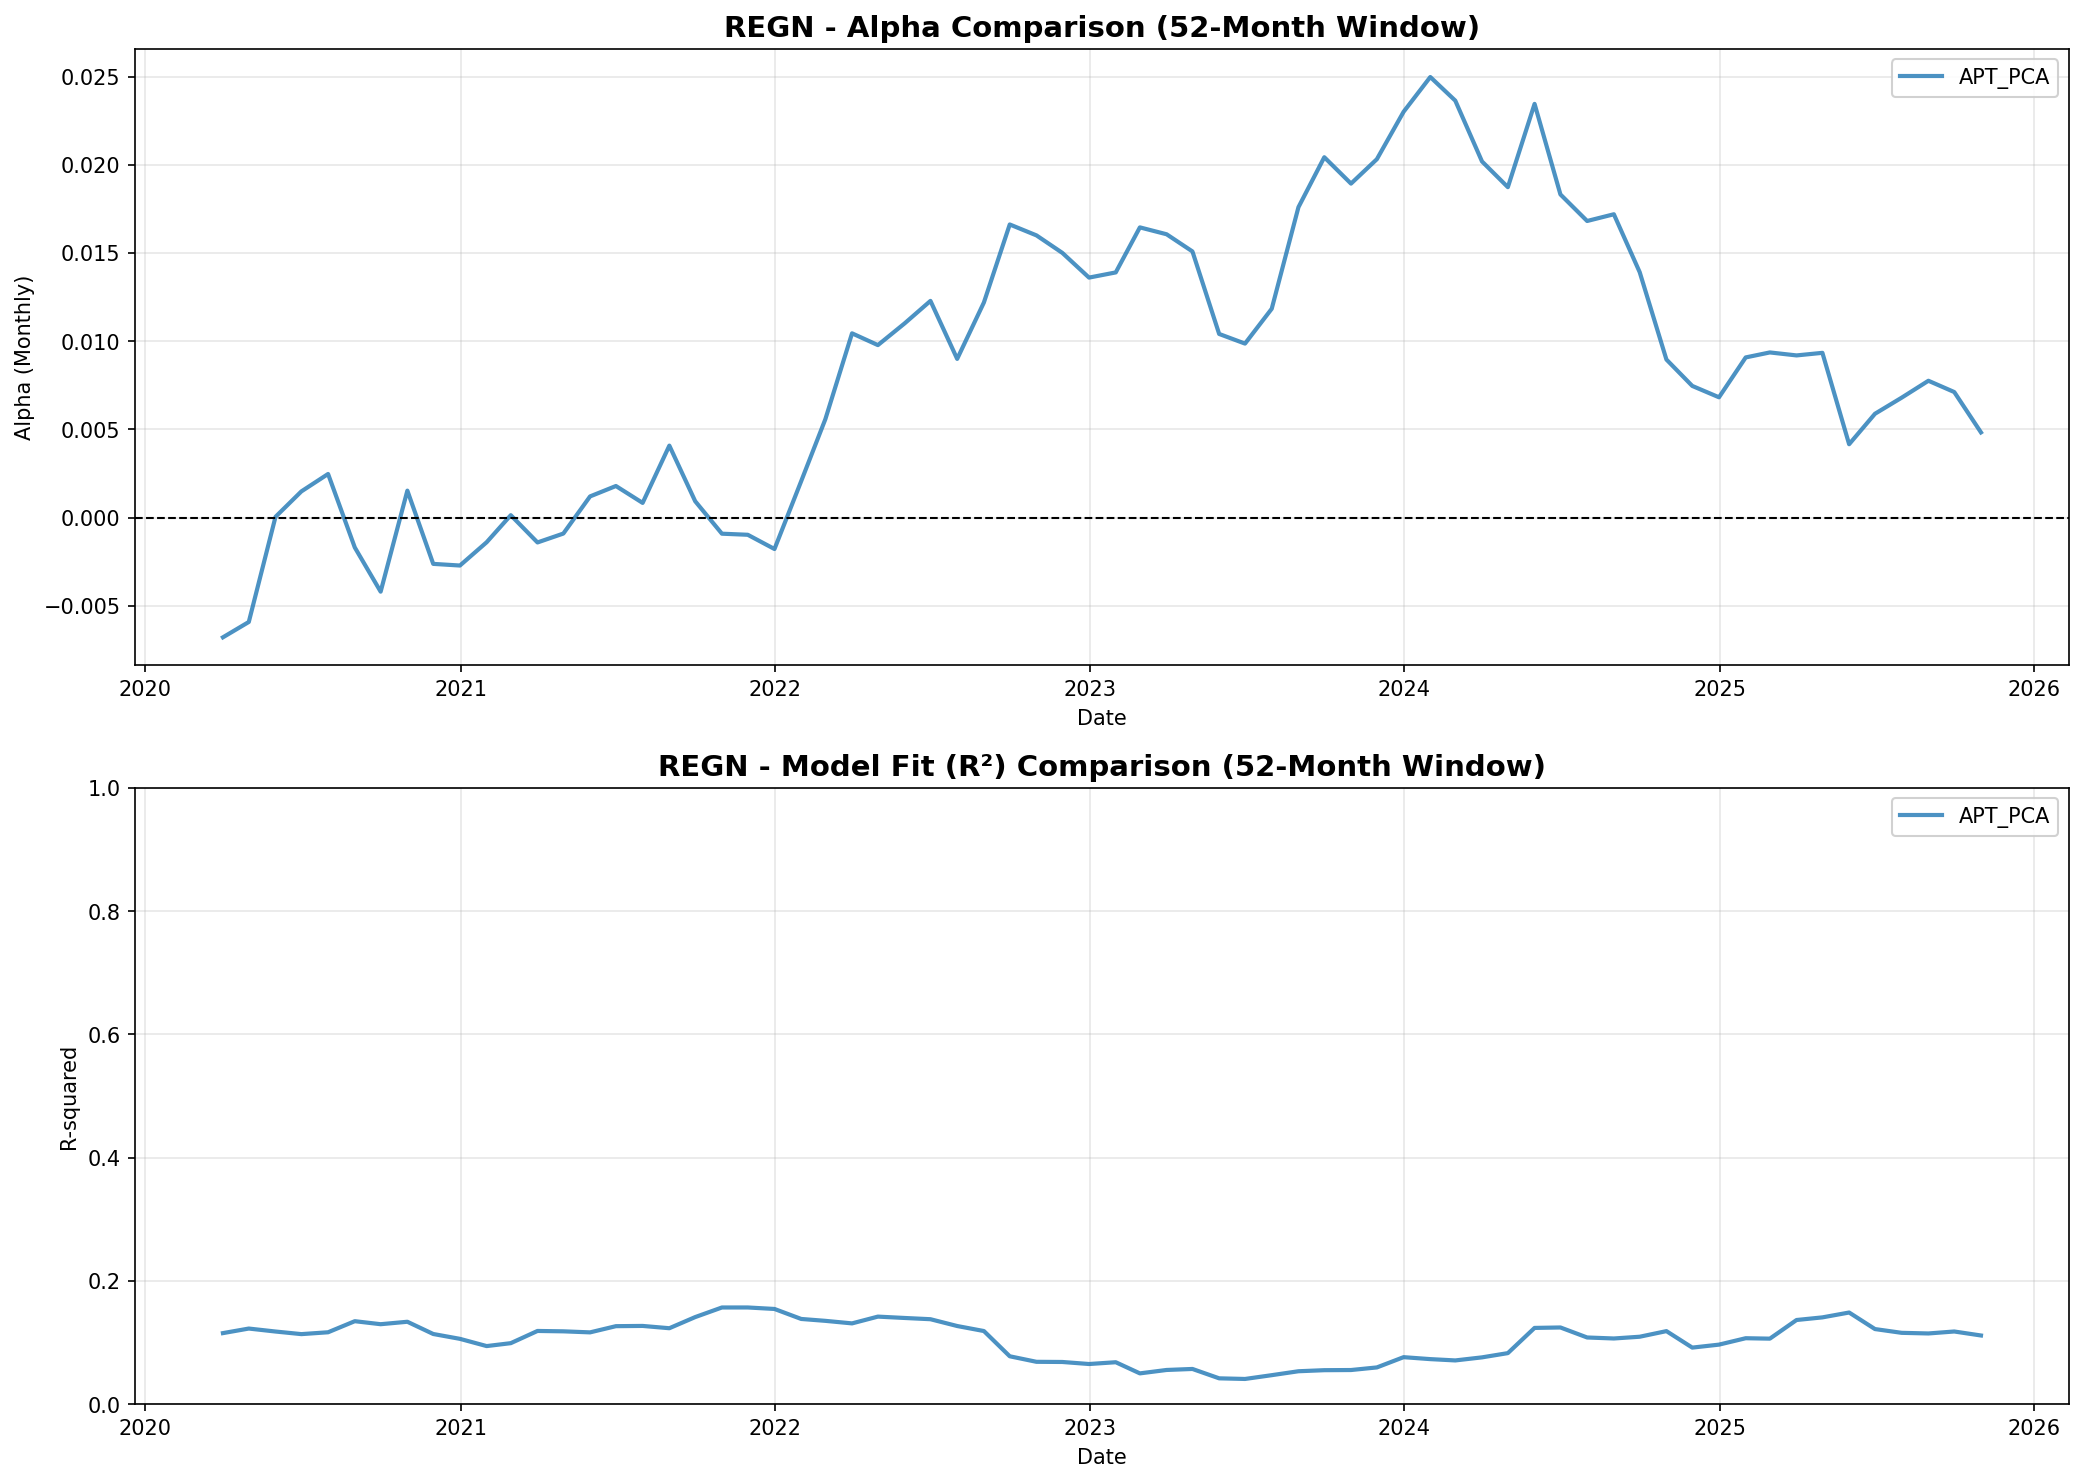 REGN - Alpha Comparison (52-Month Window)
APT_PCA
0.025
0.020
0.015
0.010
0.005
0.000
−0.005
Alpha (Monthly)
2020 2021 2022 2023 2024 2025 2026
Date
REGN - Model Fit (R²) Comparison (52-Month Window)
APT_PCA
1.0
0.8
0.6
0.4
0.2
0.0
R-squared
2020 2021 2022 2023 2024 2025 2026
Date